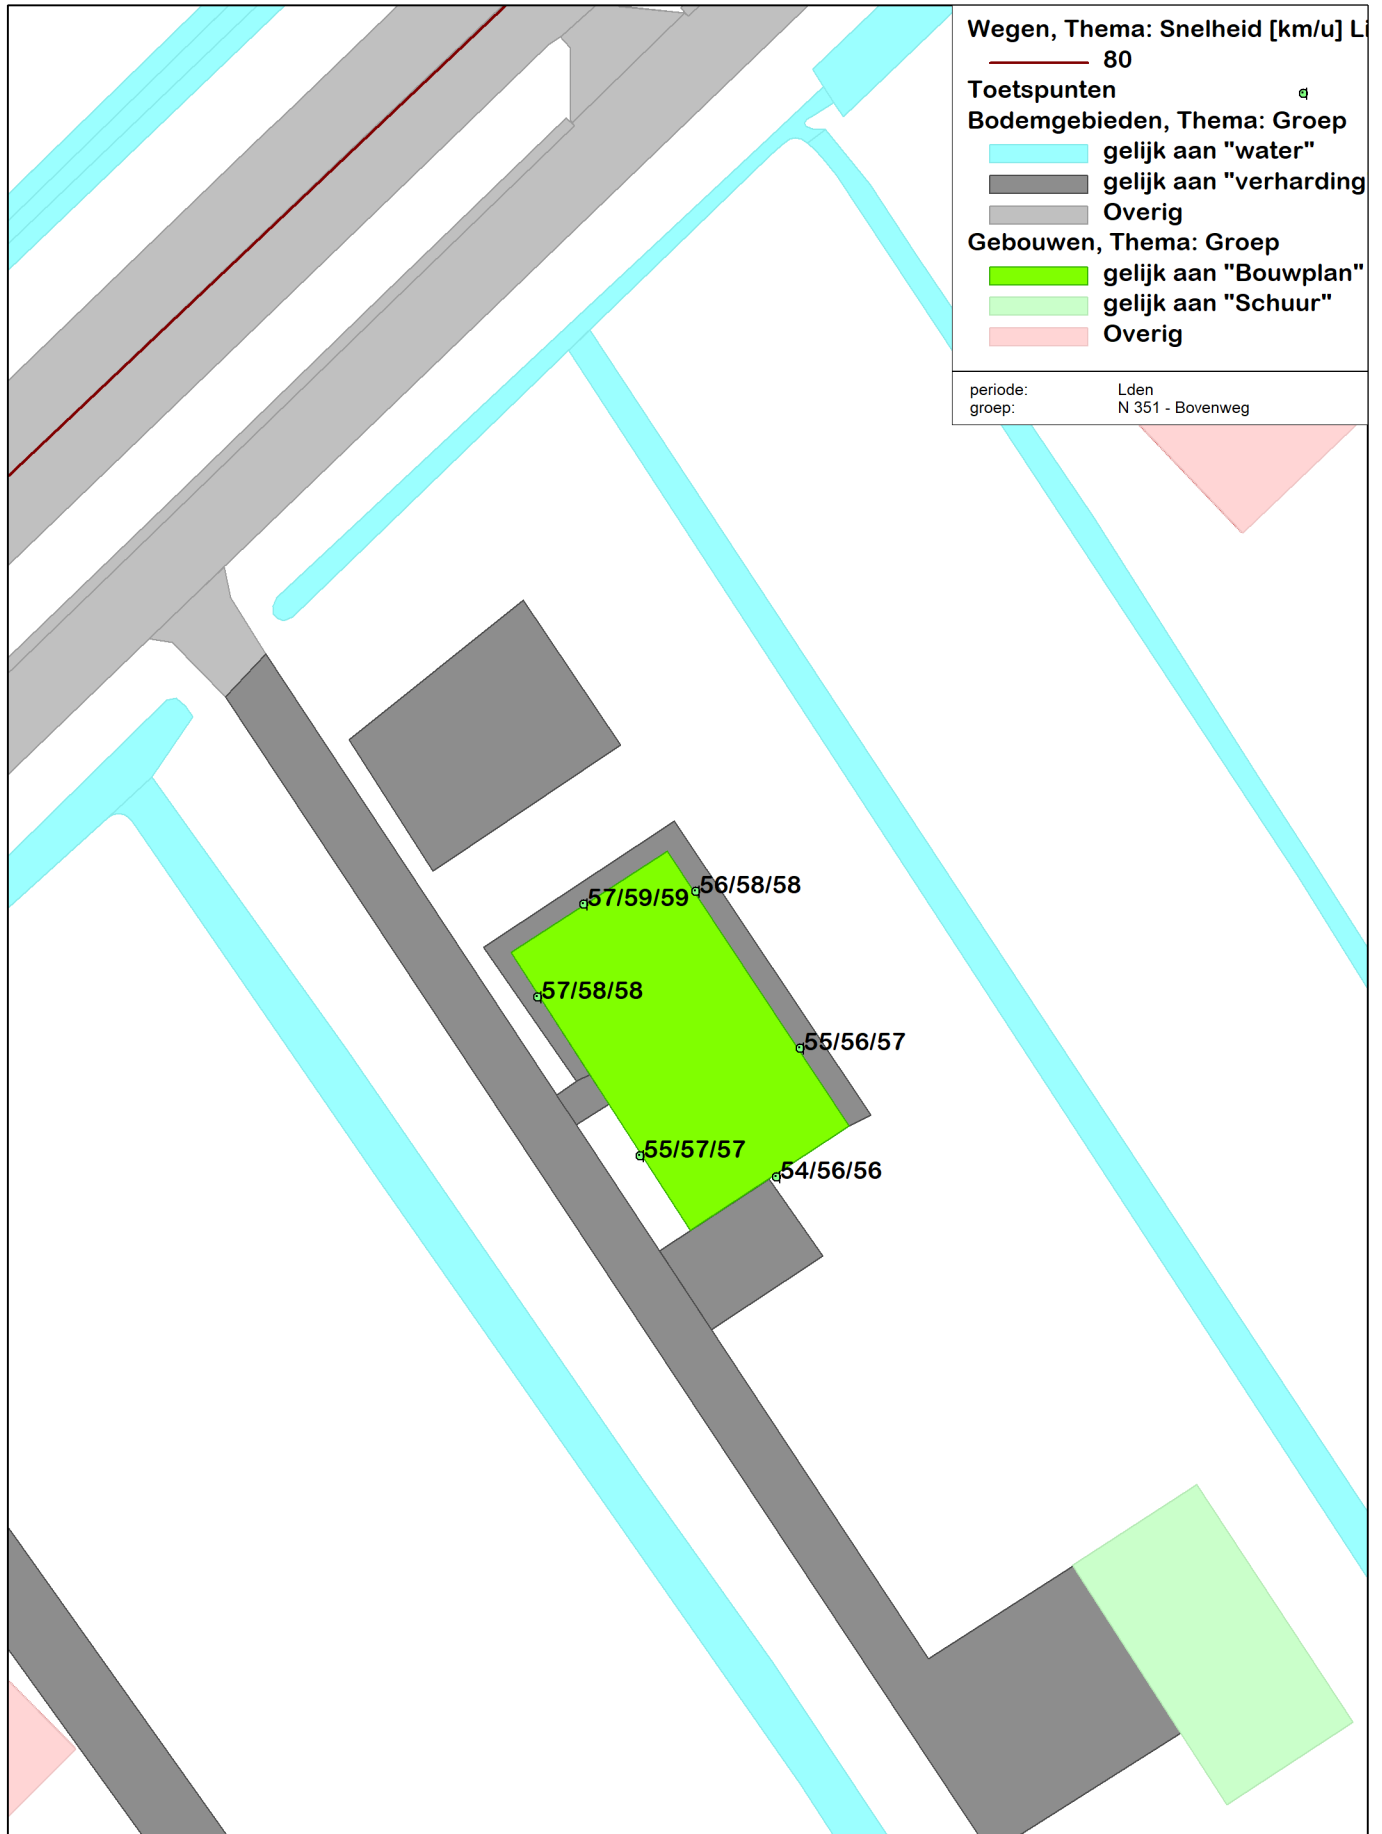 Wegen, Thema: Snelheid [km/u] Li
80
Toetspunten
Bodemgebieden, Thema: Groep
gelijk aan "water"
gelijk aan "verharding
Overig
Gebouwen, Thema: Groep
gelijk aan "Bouwplan"
gelijk aan "Schuur"
Overig
periode: Lden
groep: N 351 - Bovenweg
56/58/58
57/59/59
57/58/58
55/56/57
55/57/57
54/56/56